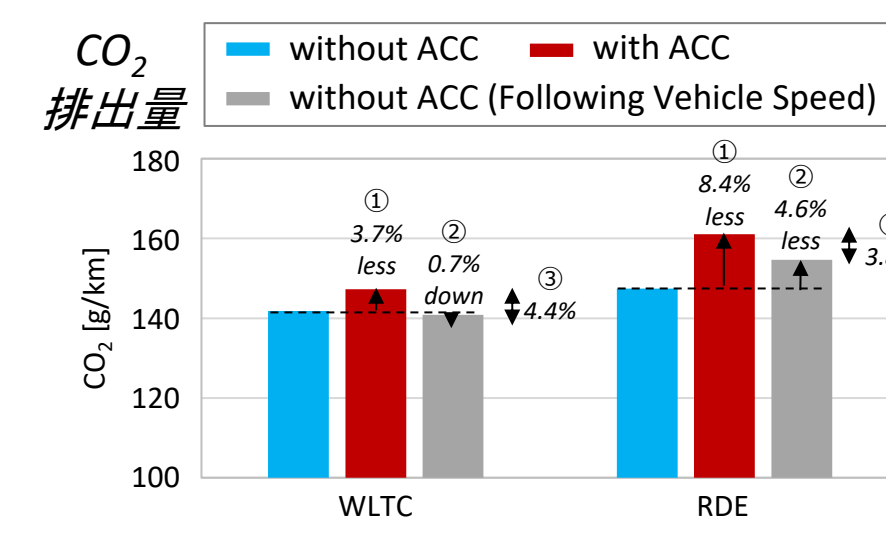 CO2
排出量
without ACC
with ACC
without ACC (Following Vehicle Speed)
CO2 [g/km]
180
160
140
120
100
①
3.7%
less
②
0.7%
down
③
4.4%
①
8.4%
less
②
4.6%
less
WLTC
RDE